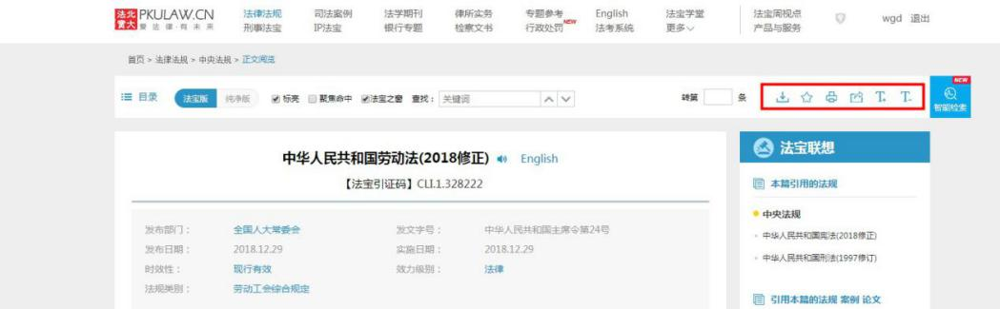 法北宝大 PKULAW.CN 法律法规 司法案例 法学期刊 律所实务 专题参考 English 法宝学堂 法宝周视点 wgd 退出
爱法律·有未来 刑事法宝 IP法宝 银行专题 检察文书 行政处罚 NEW 法考系统 更多 产品与服务
首页 > 法律法规 > 中央法规 > 正文阅览
目录 法宝版 纯净版 标亮 聚焦命中 法宝之窗 查找: 关键词 转第 条 T+ T- NEW 智能检索
中华人民共和国劳动法(2018修正) English
【法宝引证码】CLI.1.328222
发布部门: 全国人大常委会 发文字号: 中华人民共和国主席令第24号
发布日期: 2018.12.29 实施日期: 2018.12.29
时效性: 现行有效 效力级别: 法律
法规类别: 劳动工会综合规定
法宝联想
本篇引用的法规
中央法规
中华人民共和国宪法(2018修正)
中华人民共和国刑法(1997修订)
引用本篇的法规 案例 论文